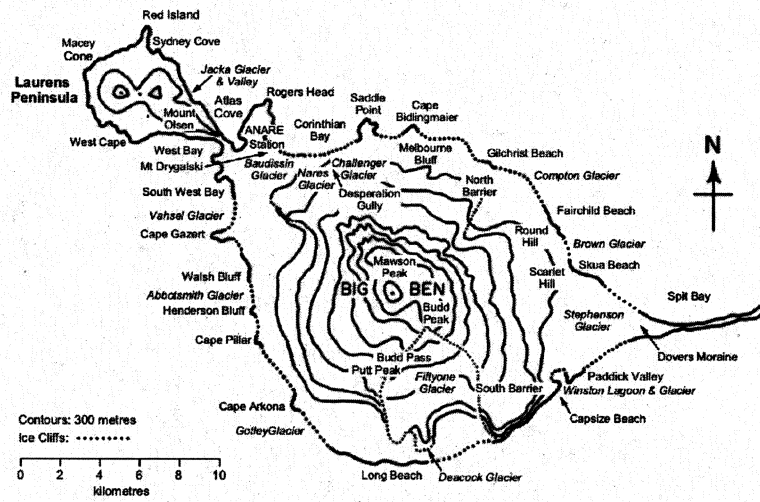 Red Island
Macey
Cone
Sydney Cove
Laurens
Peninsula
Jacka Glacier
& Valley
Mount
Olsen
Atlas
Cove
Rogers Head
Saddle
Point
Cape
Bidlingmaier
West Cape
ANARE
Station
Corinthian
Bay
West Bay
Mt Drygalski
Baudissin
Glacier
Nares
Glacier
Challenger
Glacier
Melbourne
Bluff
Gilchrist Beach
Compton Glacier
N
South West Bay
Desperation
Gully
North
Barrier
Vahsel Glacier
Fairchild Beach
Cape Gazert
Round
Hill
Brown Glacier
Mawson
Peak
Walsh Bluff
BIG BEN
Scarlet
Hill
Skua Beach
Abbotsmith Glacier
Henderson Bluff
Budd
Peak
Spit Bay
Stephenson
Glacier
Cape Pillar
Budd Pass
Dovers Moraine
Putt Peak
Fiftyone
Glacier
South Barrier
Paddick Valley
Winston Lagoon & Glacier
Cape Arkona
Capsize Beach
Contours: 300 metres
Ice Cliffs:
GotleyGlacier
0 2 4 6 8 10
kilometres
Long Beach
Deacock Glacier